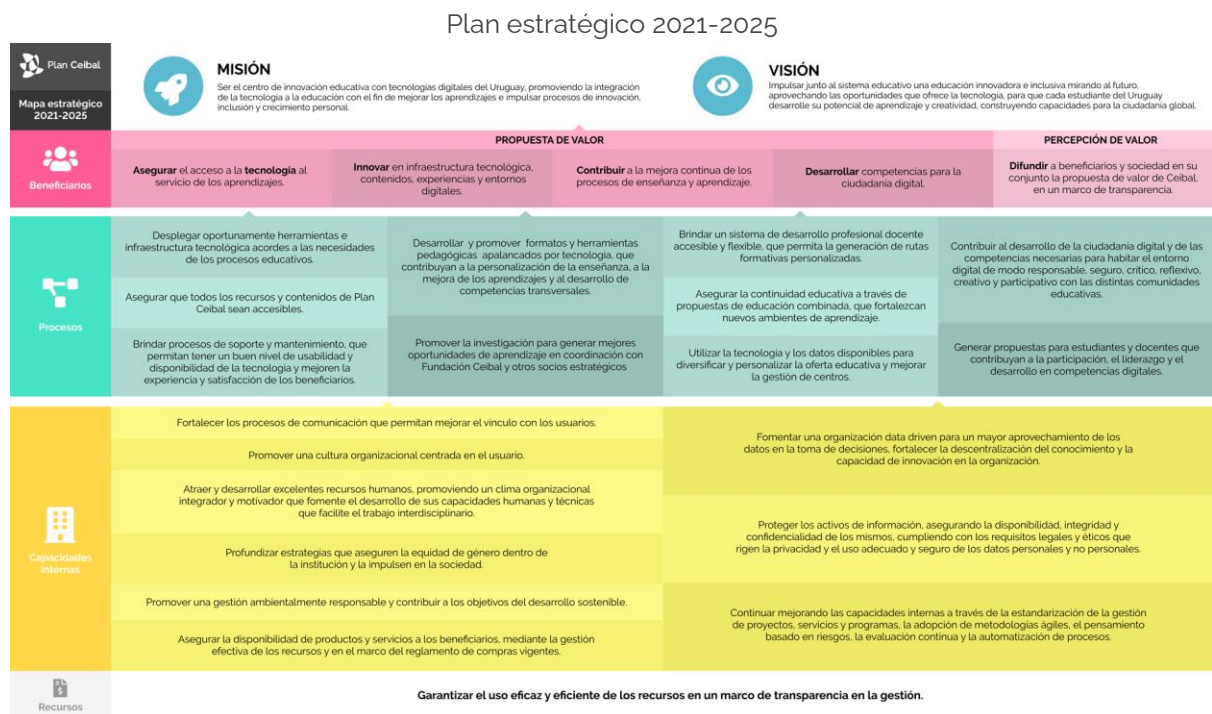 Plan estratégico 2021-2025
Plan Ceibal
Mapa estratégico
2021-2025
MISIÓN
Ser el centro de innovación educativa con tecnologías digitales del Uruguay, promoviendo la integración
de la tecnología a la educación con el fin de mejorar los aprendizajes e impulsar procesos de innovación,
inclusión y crecimiento personal.
VISIÓN
Impulsar junto al sistema educativo una educación innovadora e inclusiva mirando al futuro,
aprovechando las oportunidades que ofrece la tecnología, para que cada estudiante del Uruguay
desarrolle su potencial de aprendizaje y creatividad, construyendo capacidades para la ciudadanía global.
PROPUESTA DE VALOR
PERCEPCIÓN DE VALOR
Beneficiarios
Asegurar el acceso a la tecnología al
servicio de los aprendizajes.
Innovar en infraestructura tecnológica,
contenidos, experiencias y entornos
digitales.
Contribuir a la mejora continua de los
procesos de enseñanza y aprendizaje.
Desarrollar competencias para la
ciudadanía digital.
Difundir a beneficiarios y sociedad en su
conjunto la propuesta de valor de Ceibal,
en un marco de transparencia.
Procesos
Desplegar oportunamente herramientas e
infraestructura tecnológica acordes a las necesidades
de los procesos educativos.
Asegurar que todos los recursos y contenidos de Plan
Ceibal sean accesibles.
Brindar procesos de soporte y mantenimiento, que
permitan tener un buen nivel de usabilidad y
disponibilidad de la tecnología y mejoren la
experiencia y satisfacción de los beneficiarios.
Desarrollar y promover formatos y herramientas
pedagógicas apalancados por tecnología, que
contribuyan a la personalización de la enseñanza, a la
mejora de los aprendizajes y al desarrollo de
competencias transversales.
Promover la investigación para generar mejores
oportunidades de aprendizaje en coordinación con
Fundación Ceibal y otros socios estratégicos
Brindar un sistema de desarrollo profesional docente
accesible y flexible, que permita la generación de rutas
formativas personalizadas.
Asegurar la continuidad educativa a través de
propuestas de educación combinada, que fortalezcan
nuevos ambientes de aprendizaje.
Utilizar la tecnología y los datos disponibles para
diversificar y personalizar la oferta educativa y mejorar
la gestión de centros.
Contribuir al desarrollo de la ciudadanía digital y de las
competencias necesarias para habitar el entorno
digital de modo responsable, seguro, crítico, reflexivo,
creativo y participativo con las distintas comunidades
educativas.
Generar propuestas para estudiantes y docentes que
contribuyan a la participación, el liderazgo y el
desarrollo en competencias digitales.
Capacidades
internas
Fortalecer los procesos de comunicación que permitan mejorar el vínculo con los usuarios.
Promover una cultura organizacional centrada en el usuario.
Atraer y desarrollar excelentes recursos humanos, promoviendo un clima organizacional
integrador y motivador que fomente el desarrollo de sus capacidades humanas y técnicas
que facilite el trabajo interdisciplinario.
Profundizar estrategias que aseguren la equidad de género dentro de
la institución y la impulsen en la sociedad.
Promover una gestión ambientalmente responsable y contribuir a los objetivos del desarrollo sostenible.
Asegurar la disponibilidad de productos y servicios a los beneficiarios, mediante la gestión
efectiva de los recursos y en el marco del reglamento de compras vigentes.
Fomentar una organización data driven para un mayor aprovechamiento de los
datos en la toma de decisiones, fortalecer la descentralización del conocimiento y la
capacidad de innovación en la organización.
Proteger los activos de información, asegurando la disponibilidad, integridad y
confidencialidad de los mismos, cumpliendo con los requisitos legales y éticos que
rigen la privacidad y el uso adecuado y seguro de los datos personales y no personales.
Continuar mejorando las capacidades internas a través de la estandarización de la gestión
de proyectos, servicios y programas, la adopción de metodologías ágiles, el pensamiento
basado en riesgos, la evaluación continua y la automatización de procesos.
Recursos
Garantizar el uso eficaz y eficiente de los recursos en un marco de transparencia en la gestión.